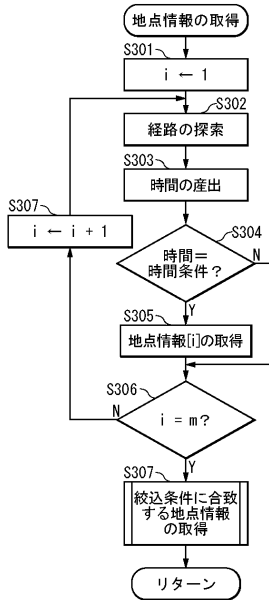 地点情報の取得
S301
i ← 1
S302
経路の探索
S303
時間の産出
S307
i ← i + 1
S304
時間＝
時間条件？
N
Y
S305
地点情報[i]の取得
S306
i = m?
N
Y
S307
絞込条件に合致
する地点情報
の取得
リターン